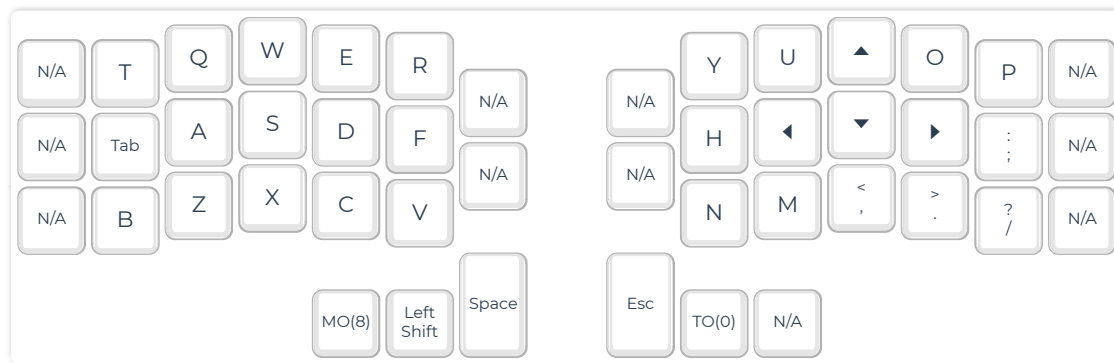 N/A T Q W E R N/A N/A Y U O P N/A
N/A Tab A S D F N/A N/A H : ; N/A
N/A B Z X C V N M < , > . ? / N/A
MO(8) Left Shift Space Esc TO(0) N/A